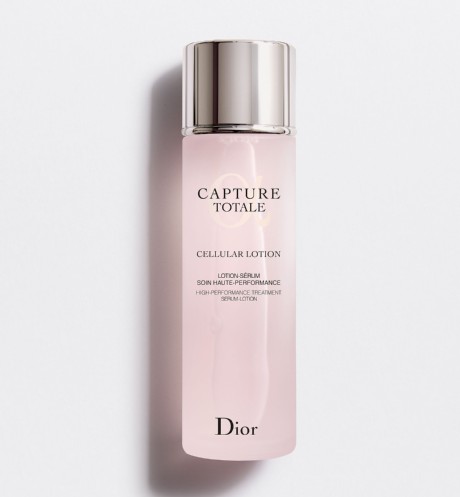 CAPTURE
TOTALE
CELLULAR LOTION
LOTION-SÉRUM
SOIN HAUTE-PERFORMANCE
HIGH-PERFORMANCE TREATMENT
SERUM-LOTION
Dior